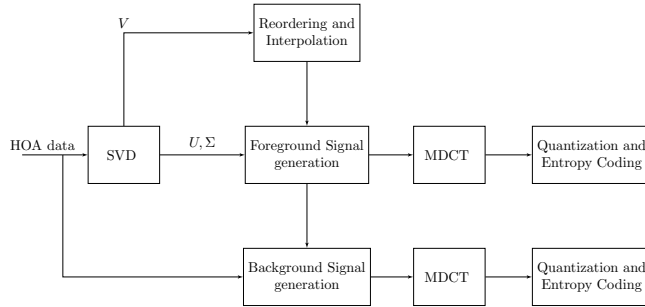 V
Reordering and
Interpolation
HOA data
SVD
U, Σ
Foreground Signal
generation
MDCT
Quantization and
Entropy Coding
Background Signal
generation
MDCT
Quantization and
Entropy Coding